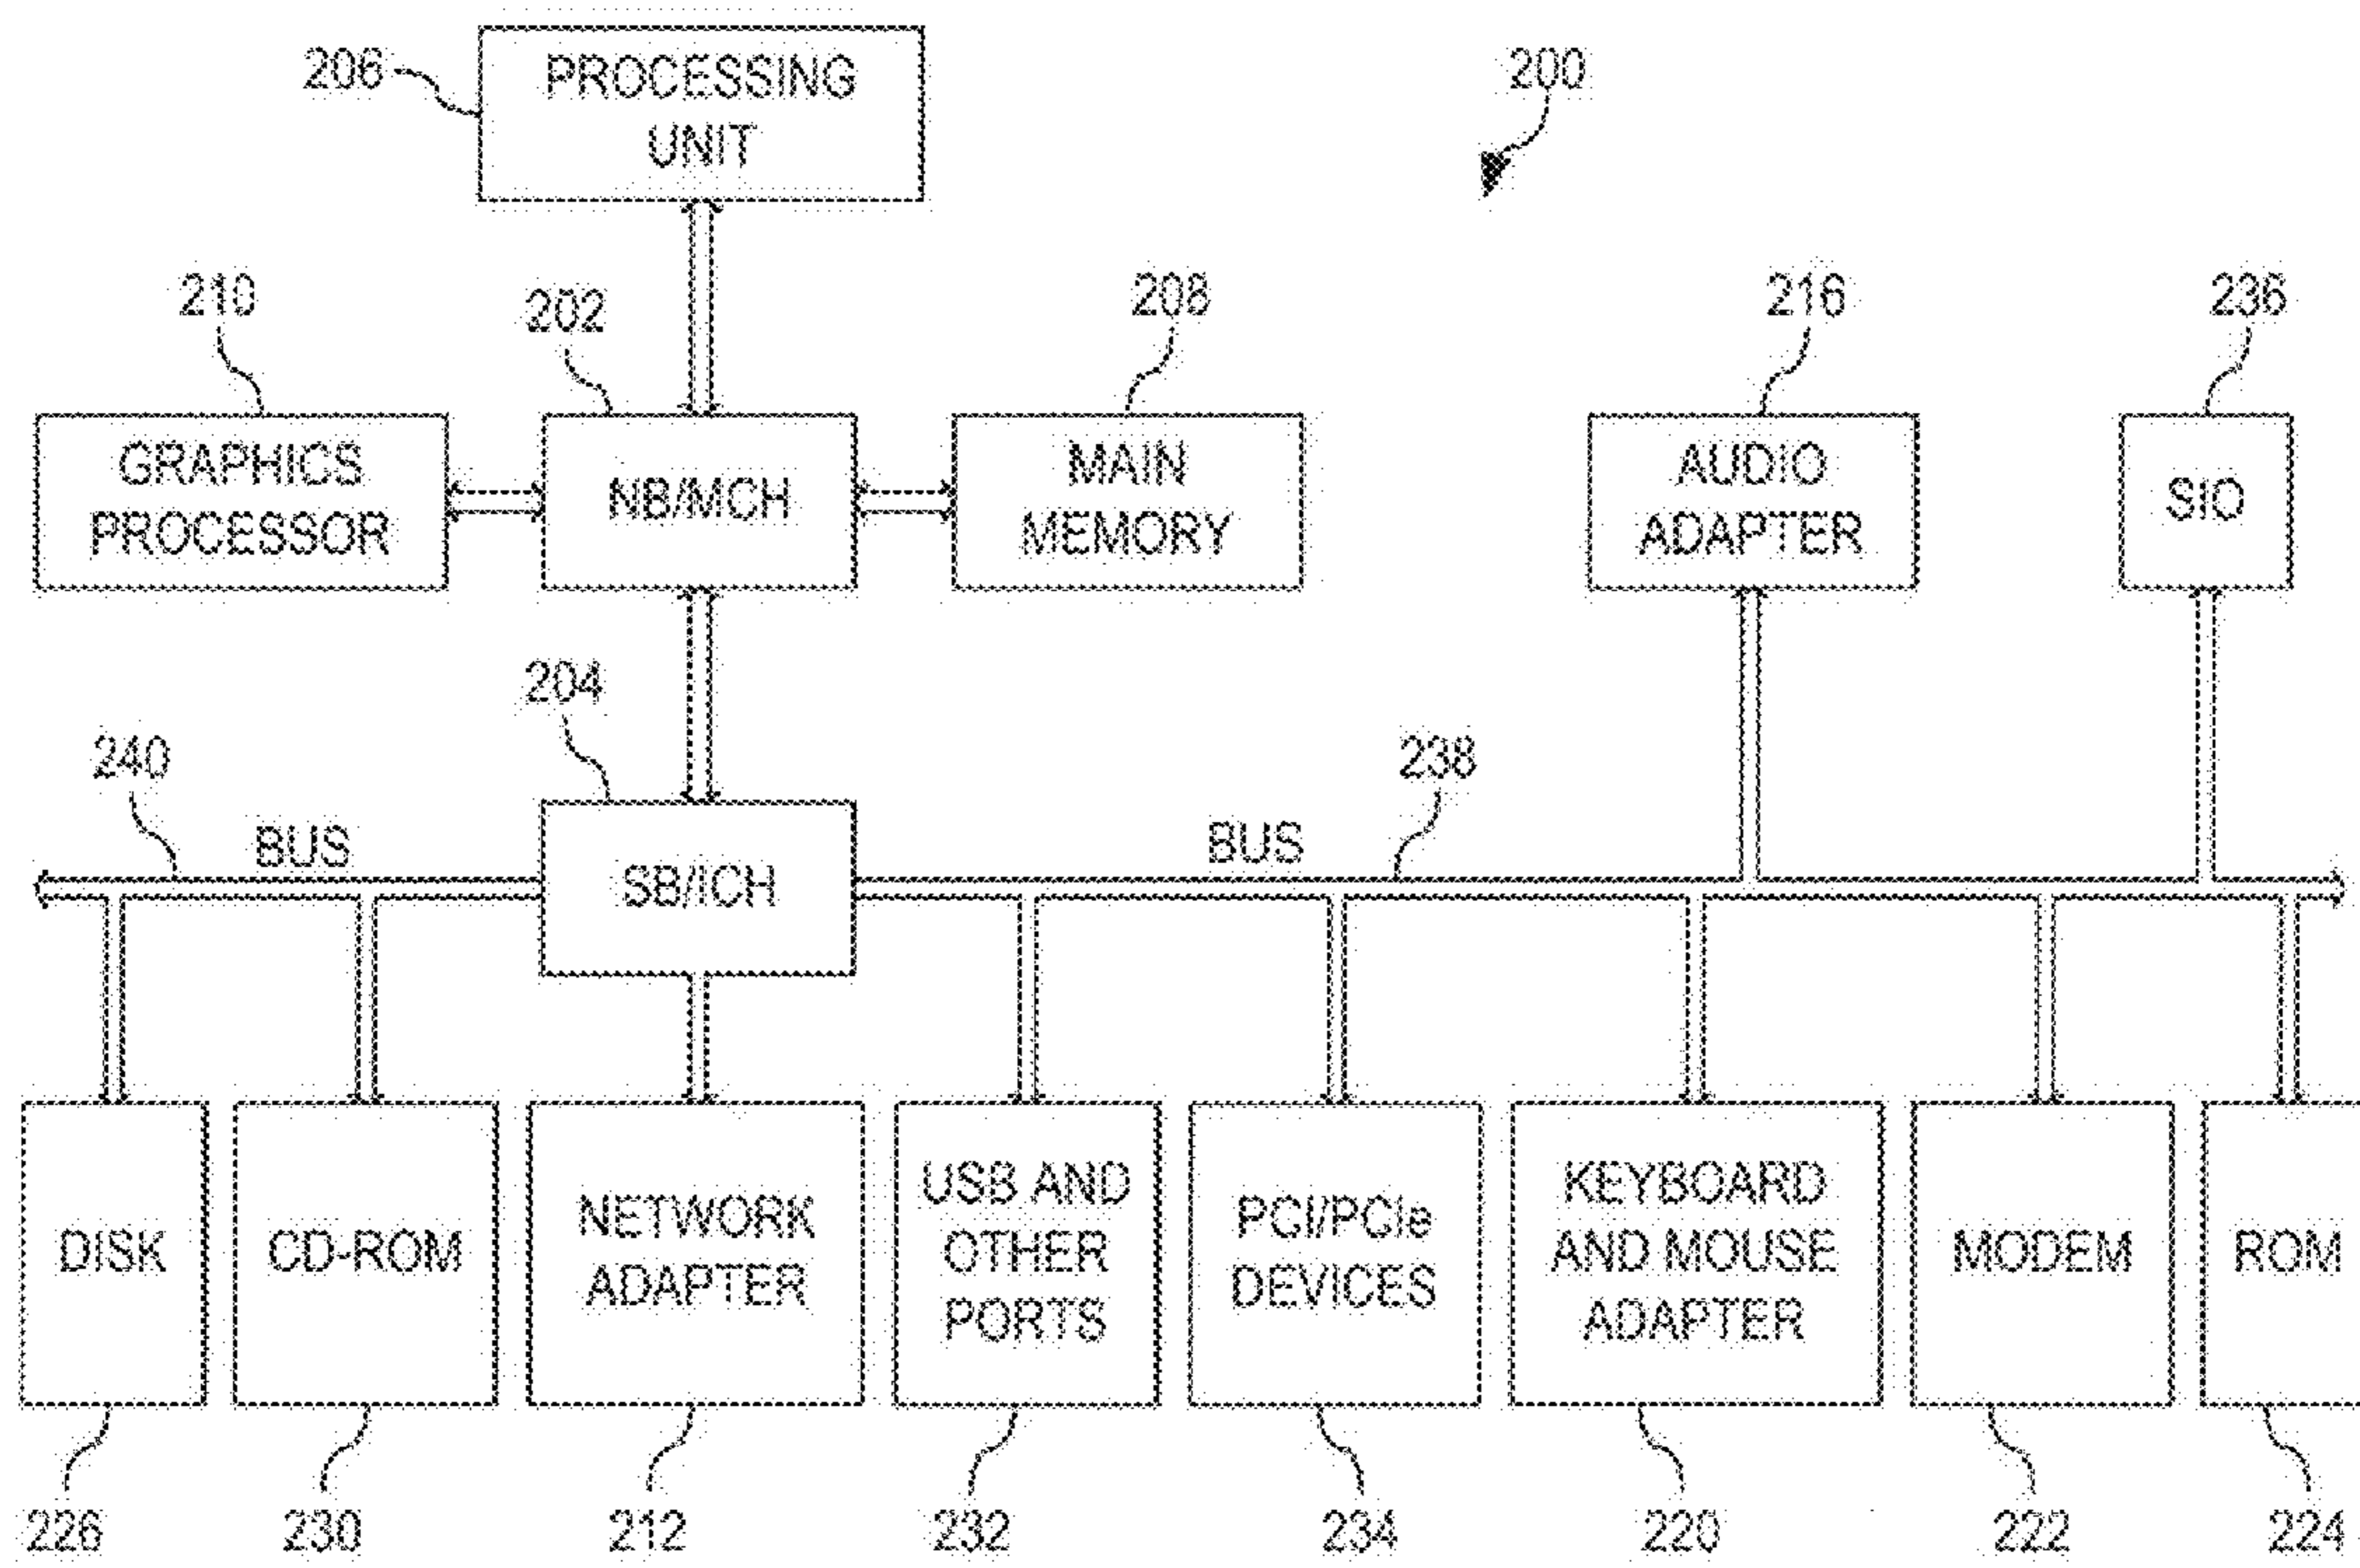 206
PROCESSING
UNIT
200
210
202
208
216
236
GRAPHICS
PROCESSOR
NB/MCH
MAIN
MEMORY
AUDIO
ADAPTER
SIO
204
240
238
BUS
BUS
SB/ICH
DISK
CD-ROM
NETWORK
ADAPTER
USB AND
OTHER
PORTS
PCI/PCIe
DEVICES
KEYBOARD
AND MOUSE
ADAPTER
MODEM
ROM
226
230
212
232
234
220
222
224